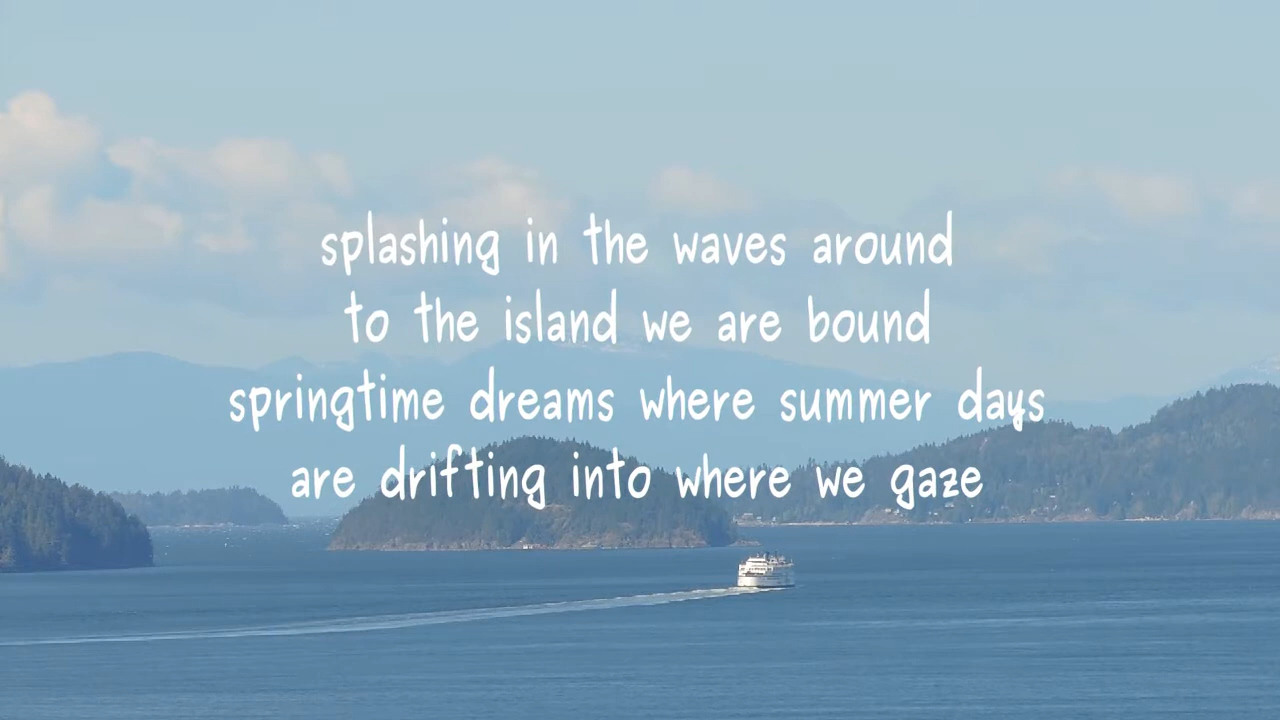 splashing in the waves around
to the island we are bound
springtime dreams where summer days
are drifting into where we gaze